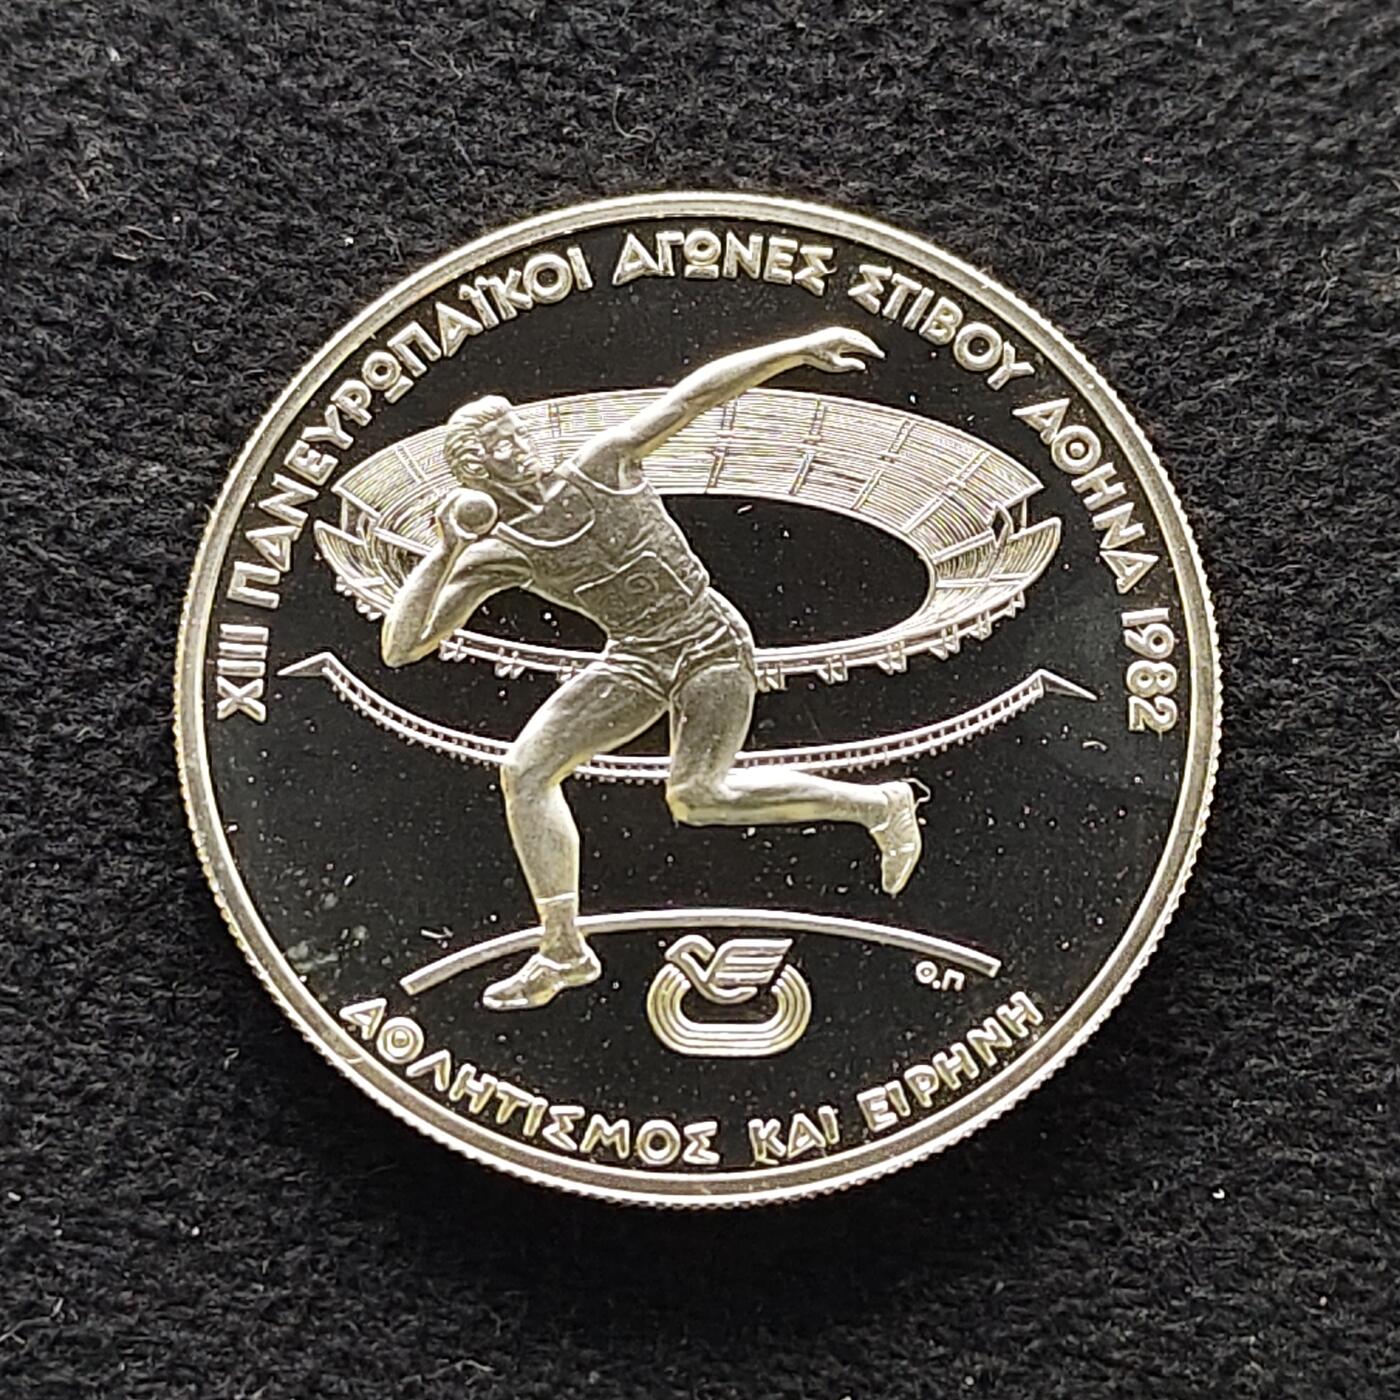 XIII ΠΑΝΕΥΡΩΠΑΪΚΟΙ ΑΓΩΝΕΣ ΣΤΙΒΟΥ ΑΘΗΝΑ 1982
Θ.Π
ΑΘΛΗΤΙΣΜΟΣ ΚΑΙ ΕΙΡΗΝΗ